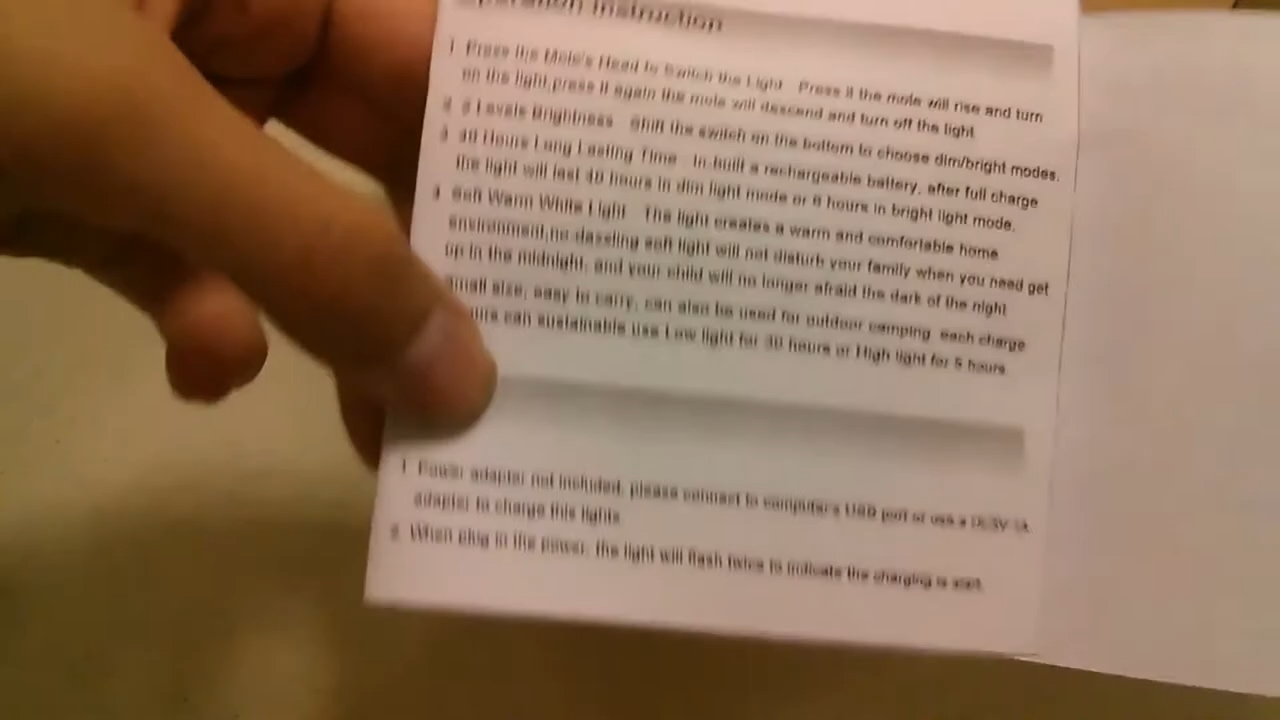 Operation Instruction
1 Press the Mole's Head to Switch the Light Press it the mole will rise and turn
on the light,press it again the mole will descend and turn off the light
2 Levels Brightness Shift the switch on the bottom to choose dim/bright modes.
3 Hours Long Lasting Time In-built a rechargeable battery, after full charge
the light will last hours in dim light mode or hours in bright light mode.
4 Soft Warm White Light The light creates a warm and comfortable home
environment,no dazzling soft light will not disturb your family when you need get
up in the midnight, and your child will no longer afraid the dark of the night
small size, easy to carry, can also be used for outdoor camping each charge
can sustainable use Low light for 30 hours or High light for 5 hours
1 Power adapter not included, please connect to computer's USB port or use a
adapter to charge this lights
2 When plug in the power, the light will flash twice to indicate the charging is start.